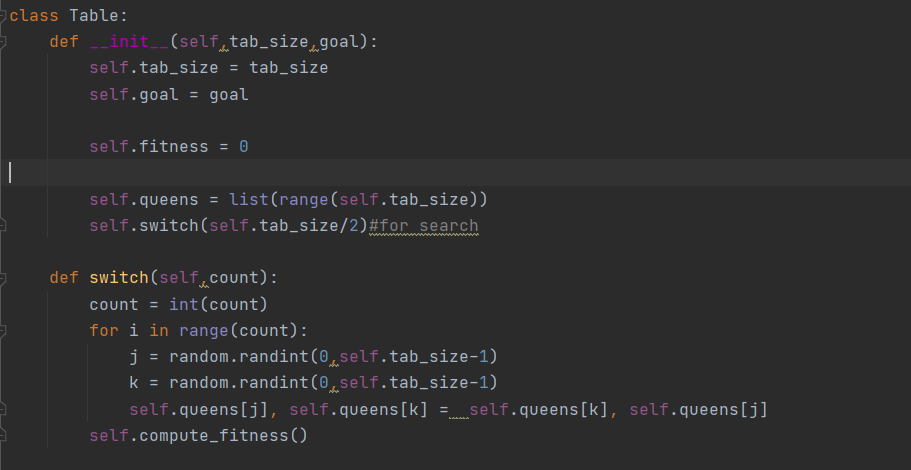 class Table:
    def __init__(self,tab_size,goal):
        self.tab_size = tab_size
        self.goal = goal

        self.fitness = 0

        self.queens = list(range(self.tab_size))
        self.switch(self.tab_size/2)#for search

    def switch(self,count):
        count = int(count)
        for i in range(count):
            j = random.randint(0,self.tab_size-1)
            k = random.randint(0,self.tab_size-1)
            self.queens[j], self.queens[k] =  self.queens[k], self.queens[j]
        self.compute_fitness()